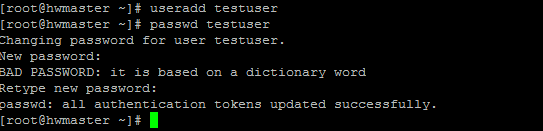 [root@hwmaster ~]# useradd testuser
[root@hwmaster ~]# passwd testuser
Changing password for user testuser.
New password:
BAD PASSWORD: it is based on a dictionary word
Retype new password:
passwd: all authentication tokens updated successfully.
[root@hwmaster ~]#